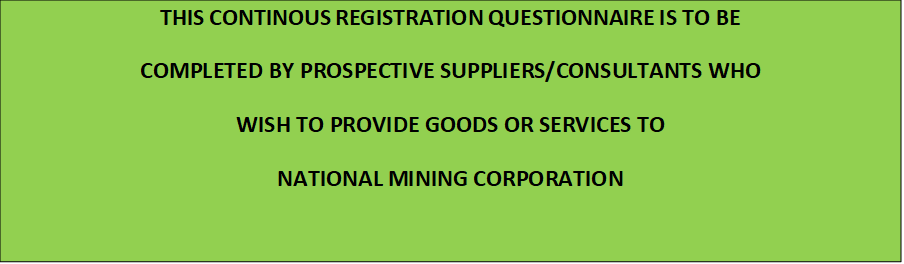 THIS CONTINOUS REGISTRATION QUESTIONNAIRE IS TO BE
COMPLETED BY PROSPECTIVE SUPPLIERS/CONSULTANTS WHO
WISH TO PROVIDE GOODS OR SERVICES TO
NATIONAL MINING CORPORATION